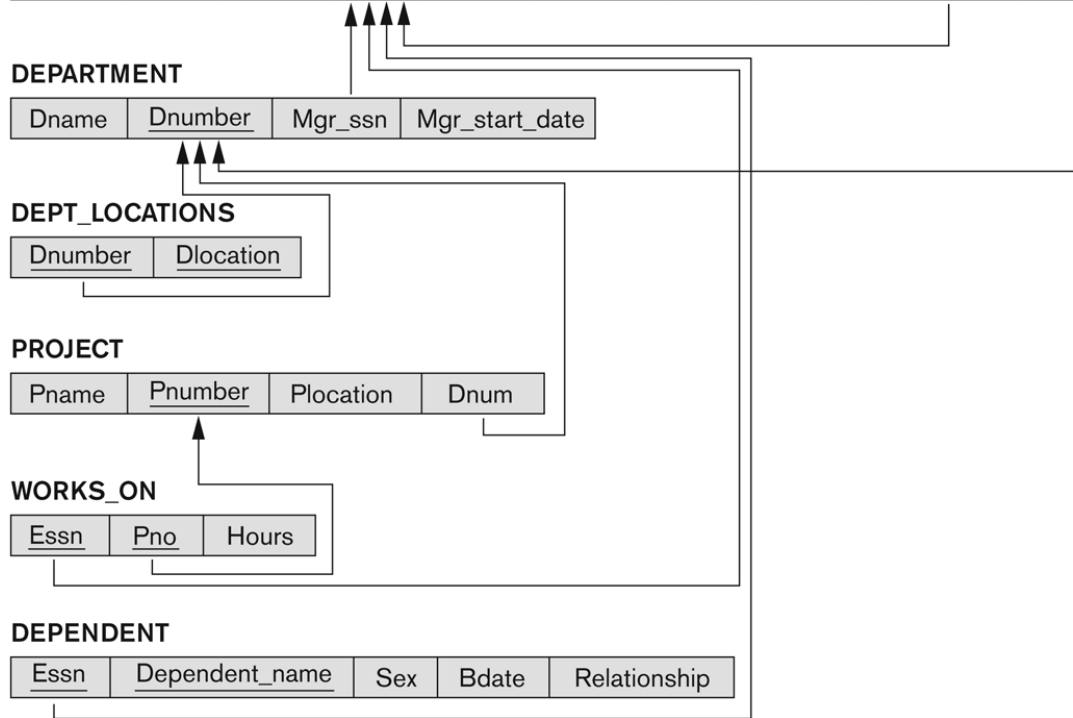 DEPARTMENT
Dname Dnumber Mgr_ssn Mgr_start_date
DEPT_LOCATIONS
Dnumber Dlocation
PROJECT
Pname Pnumber Plocation Dnum
WORKS_ON
Essn Pno Hours
DEPENDENT
Essn Dependent_name Sex Bdate Relationship